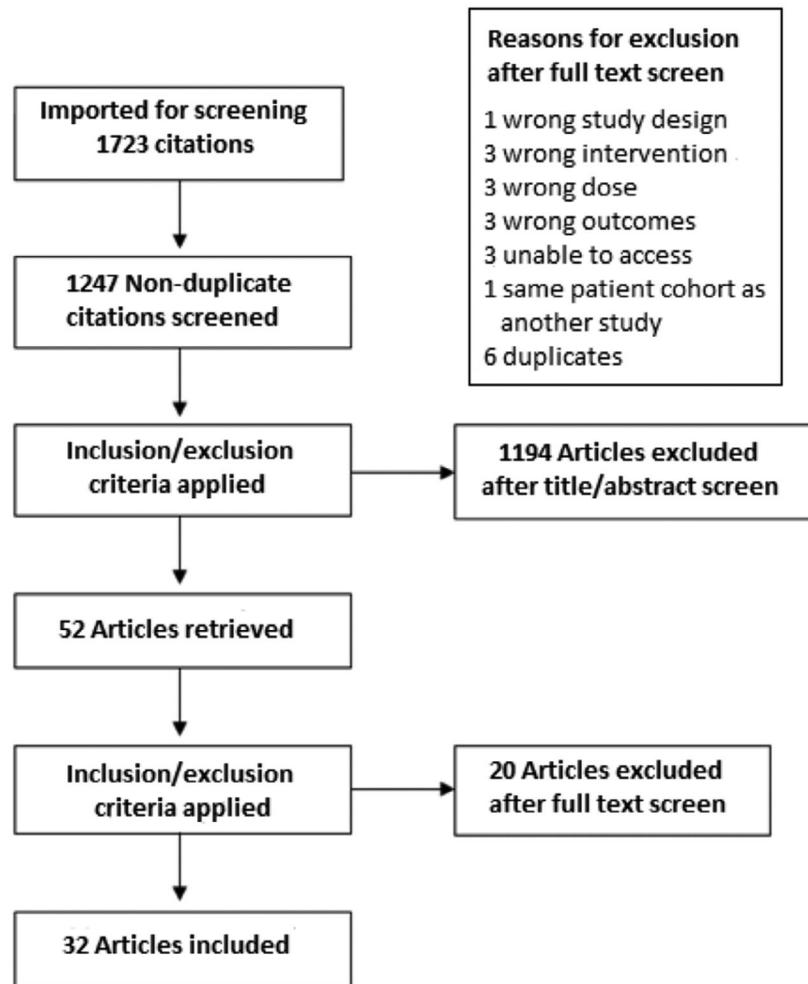 Imported for screening
1723 citations
Reasons for exclusion
after full text screen
1 wrong study design
3 wrong intervention
3 wrong dose
3 wrong outcomes
3 unable to access
1 same patient cohort as
another study
6 duplicates
1247 Non-duplicate
citations screened
Inclusion/exclusion
criteria applied
1194 Articles excluded
after title/abstract screen
52 Articles retrieved
Inclusion/exclusion
criteria applied
20 Articles excluded
after full text screen
32 Articles included